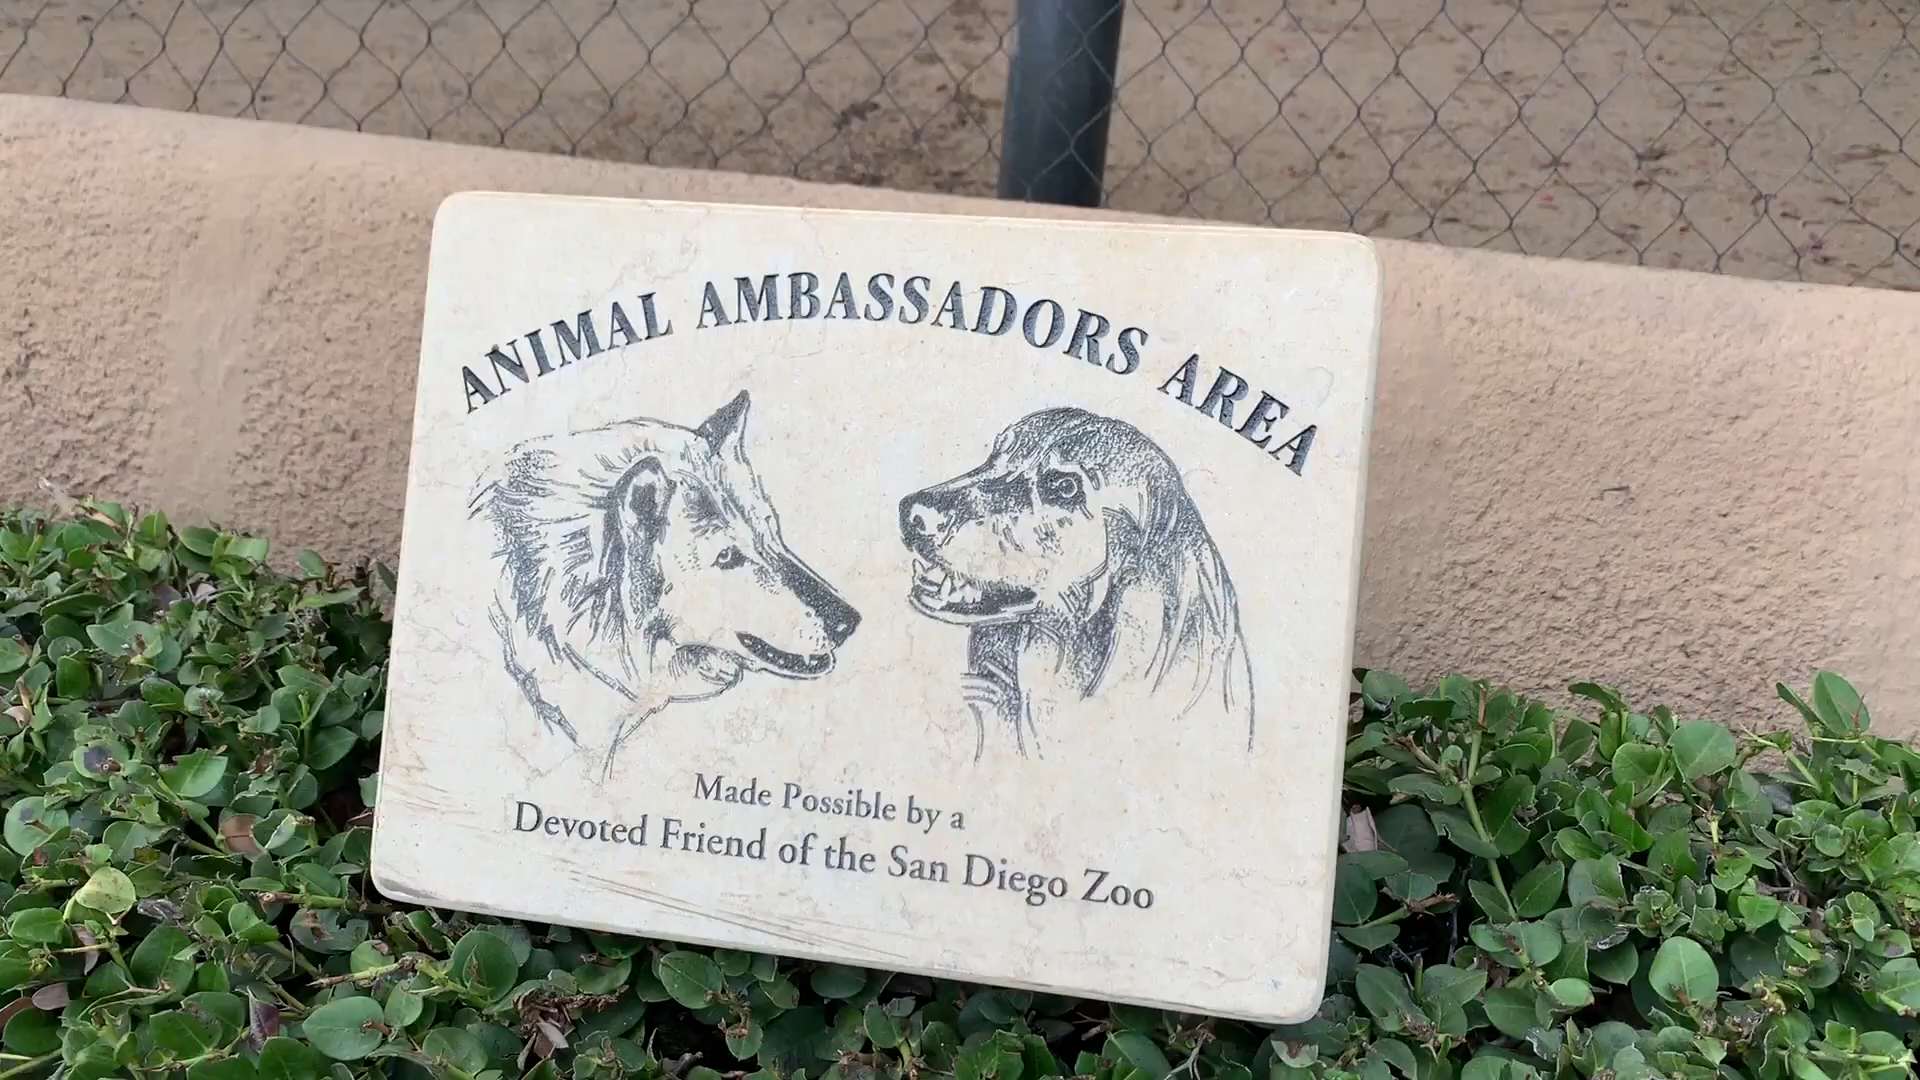 ANIMAL AMBASSADORS AREA
Made Possible by a
Devoted Friend of the San Diego Zoo